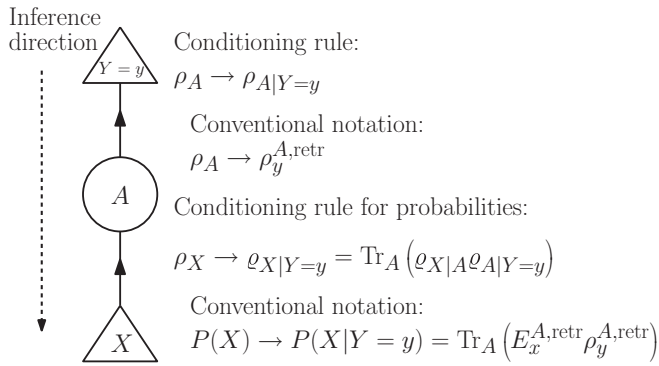 Inference
direction
Y = y
A
X
Conditioning rule:
ρ_A → ρ_{A|Y=y}
Conventional notation:
ρ_A → ρ_y^{A,retr}
Conditioning rule for probabilities:
ρ_X → ϱ_{X|Y=y} = Tr_A (ϱ_{X|A}ϱ_{A|Y=y})
Conventional notation:
P(X) → P(X|Y = y) = Tr_A (E_x^{A,retr}ρ_y^{A,retr})